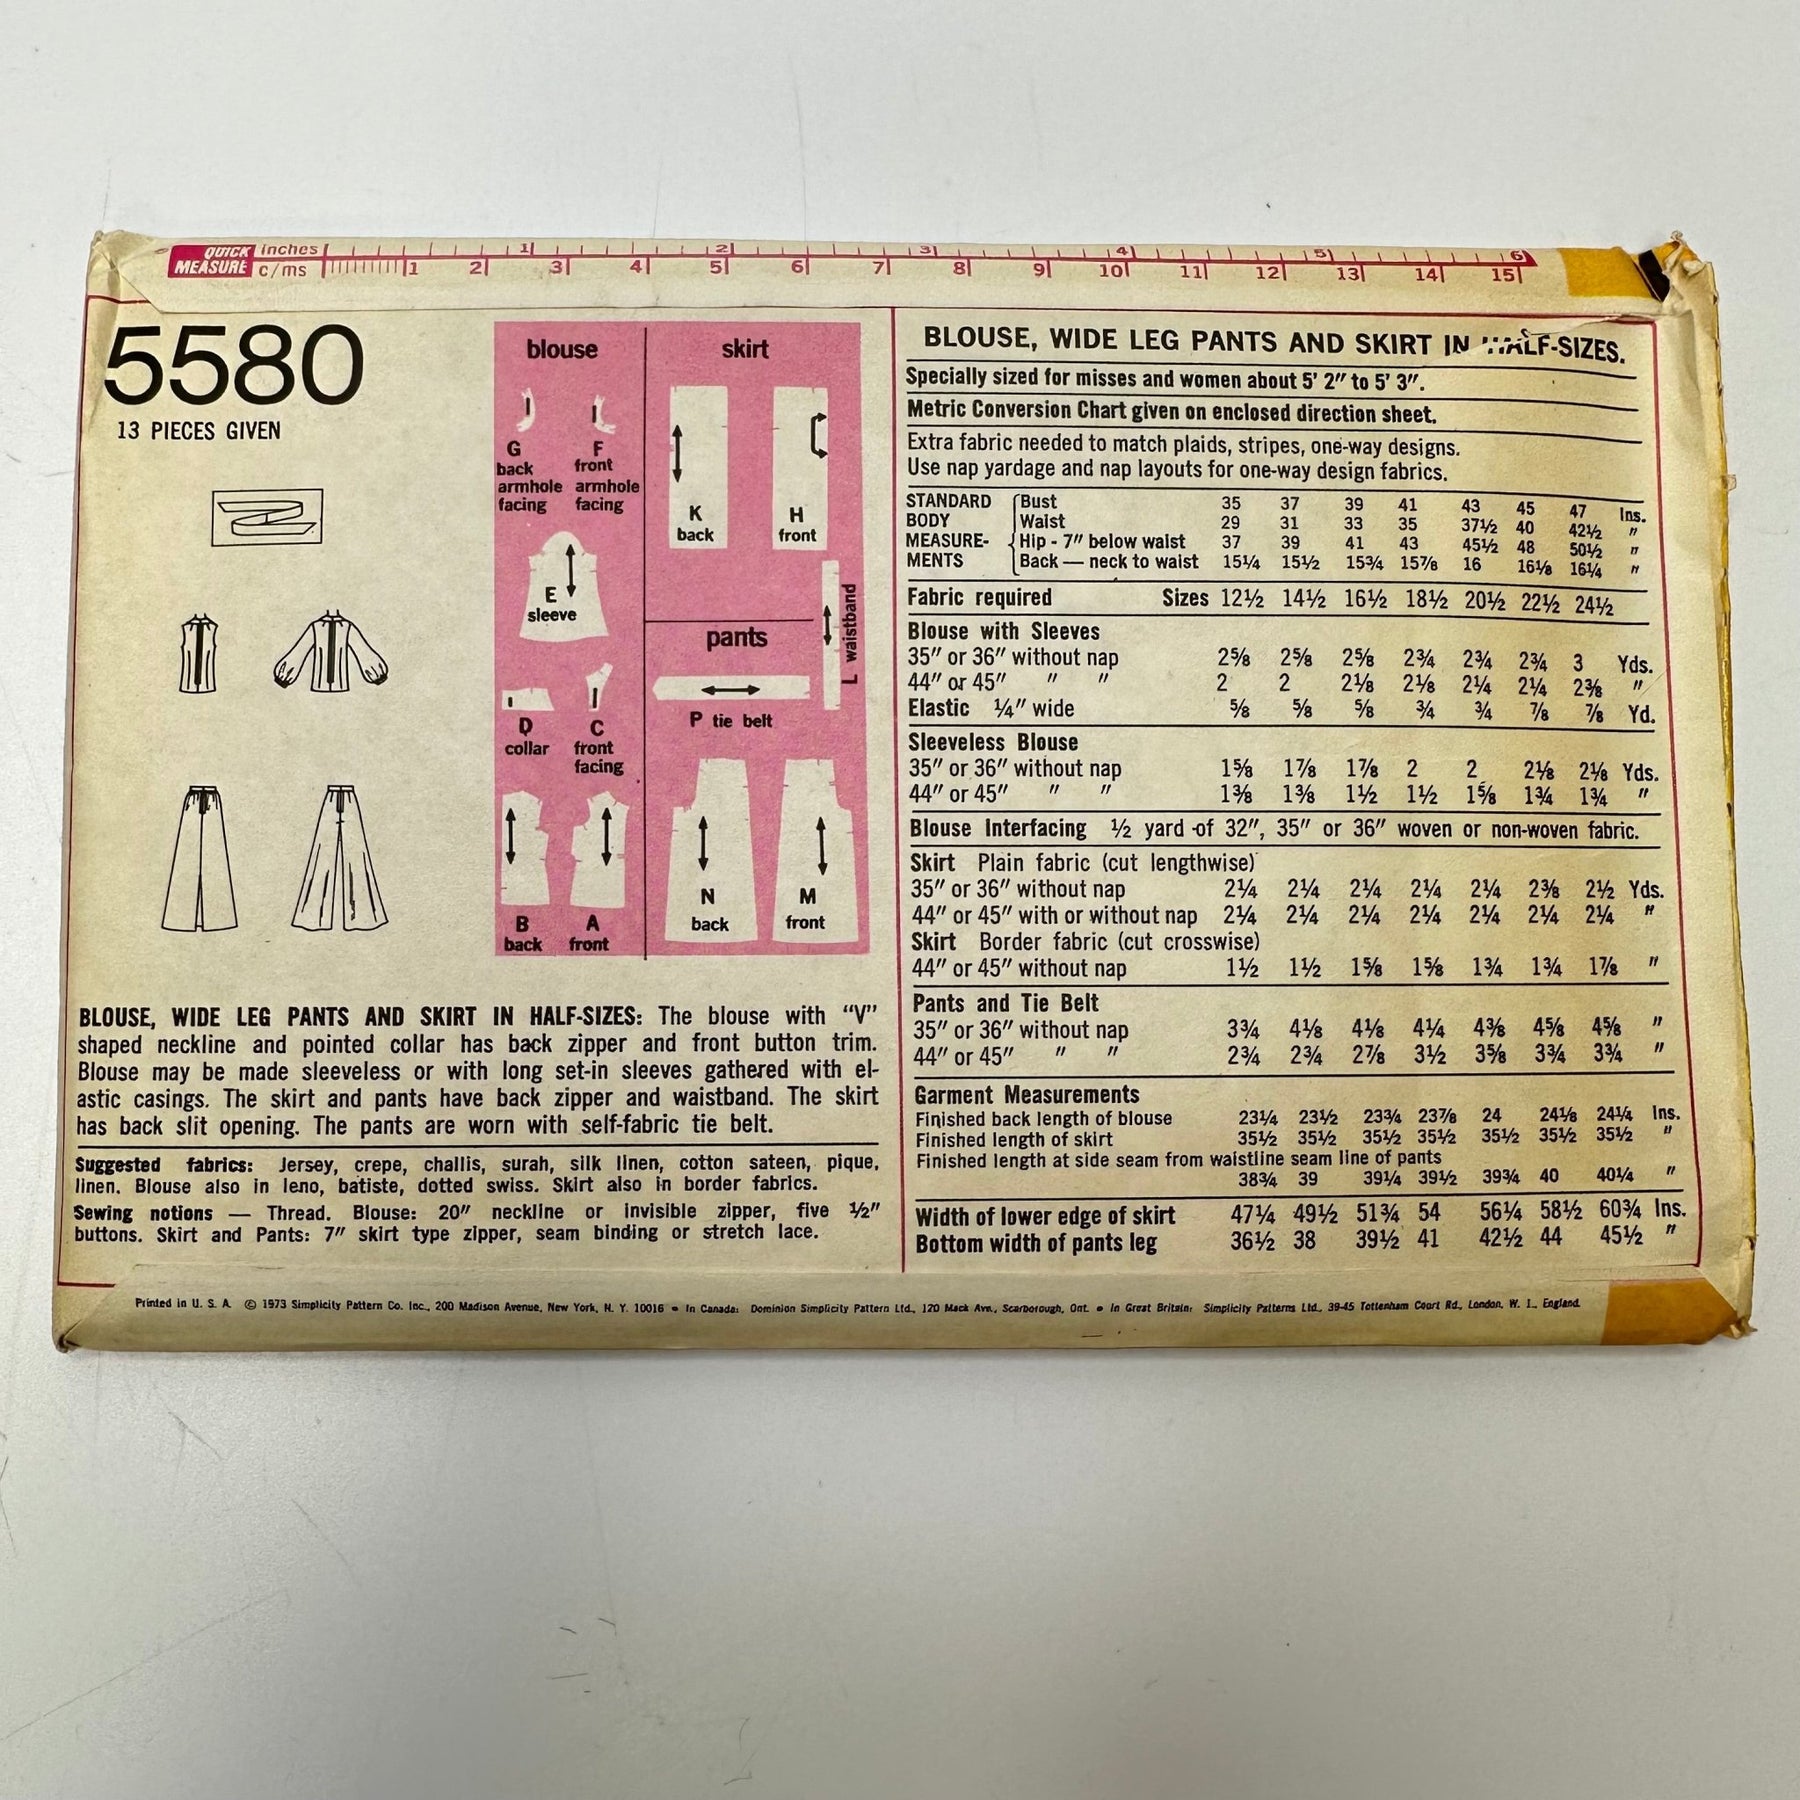 QUICK MEASURE inches 1 2 3 4 5 6
c/ms 1 2 3 4 5 6 7 8 9 10 11 12 13 14 15
5580
13 PIECES GIVEN
blouse
G back armhole facing
F front armhole facing
E sleeve
D collar
C front facing
B back
A front
skirt
K back
H front
L waistband
pants
P tie belt
N back
M front
BLOUSE, WIDE LEG PANTS AND SKIRT IN HALF-SIZES: The blouse with “V”
shaped neckline and pointed collar has back zipper and front button trim.
Blouse may be made sleeveless or with long set-in sleeves gathered with el-
astic casings. The skirt and pants have back zipper and waistband. The skirt
has back slit opening. The pants are worn with self-fabric tie belt.
Suggested fabrics: Jersey, crepe, challis, surah, silk linen, cotton sateen, pique,
linen. Blouse also in leno, batiste, dotted swiss. Skirt also in border fabrics.
Sewing notions — Thread. Blouse: 20″ neckline or invisible zipper, five ½″
buttons. Skirt and Pants: 7″ skirt type zipper, seam binding or stretch lace.
BLOUSE, WIDE LEG PANTS AND SKIRT IN HALF-SIZES.
Specially sized for misses and women about 5′ 2″ to 5′ 3″.
Metric Conversion Chart given on enclosed direction sheet.
Extra fabric needed to match plaids, stripes, one-way designs.
Use nap yardage and nap layouts for one-way design fabrics.
STANDARD Bust 35 37 39 41 43 45 47 Ins.
BODY Waist 29 31 33 35 37½ 40 42½ ″
MEASURE- Hip - 7″ below waist 37 39 41 43 45½ 48 50½ ″
MENTS Back — neck to waist 15¼ 15½ 15¾ 15⅞ 16 16⅛ 16¼ ″
Fabric required Sizes 12½ 14½ 16½ 18½ 20½ 22½ 24½
Blouse with Sleeves
35″ or 36″ without nap 2⅝ 2⅝ 2⅝ 2¾ 2¾ 2¾ 3 Yds.
44″ or 45″ ″ ″ 2 2 2⅛ 2⅛ 2¼ 2¼ 2⅜ ″
Elastic ¼″ wide ⅝ ⅝ ⅝ ¾ ¾ ⅞ ⅞ Yd.
Sleeveless Blouse
35″ or 36″ without nap 1⅝ 1⅞ 1⅞ 2 2 2⅛ 2⅛ Yds.
44″ or 45″ ″ ″ 1⅜ 1⅜ 1½ 1½ 1⅝ 1¾ 1¾ ″
Blouse Interfacing ½ yard of 32″, 35″ or 36″ woven or non-woven fabric.
Skirt Plain fabric (cut lengthwise)
35″ or 36″ without nap 2¼ 2¼ 2¼ 2¼ 2¼ 2⅜ 2½ Yds.
44″ or 45″ with or without nap 2¼ 2¼ 2¼ 2¼ 2¼ 2¼ 2¼ ″
Skirt Border fabric (cut crosswise)
44″ or 45″ without nap 1½ 1½ 1⅝ 1⅝ 1¾ 1¾ 1⅞ ″
Pants and Tie Belt
35″ or 36″ without nap 3¾ 4⅛ 4⅛ 4¼ 4⅜ 4⅝ 4⅝ ″
44″ or 45″ ″ ″ 2¾ 2¾ 2⅞ 3½ 3⅝ 3¾ 3¾ ″
Garment Measurements
Finished back length of blouse 23¼ 23½ 23¾ 23⅞ 24 24⅛ 24¼ Ins.
Finished length of skirt 35½ 35½ 35½ 35½ 35½ 35½ 35½ ″
Finished length at side seam from waistline seam line of pants
38¾ 39 39¼ 39½ 39¾ 40 40¼ ″
Width of lower edge of skirt 47¼ 49½ 51¾ 54 56¼ 58½ 60¾ Ins.
Bottom width of pants leg 36½ 38 39½ 41 42½ 44 45½ ″
Printed in U. S. A. © 1973 Simplicity Pattern Co. Inc., 200 Madison Avenue, New York, N. Y. 10016 • In Canada: Dominion Simplicity Pattern Ltd., 120 Mack Ave., Scarborough, Ont. • In Great Britain: Simplicity Patterns Ltd., 39-45 Tottenham Court Rd., London, W. 1., England.